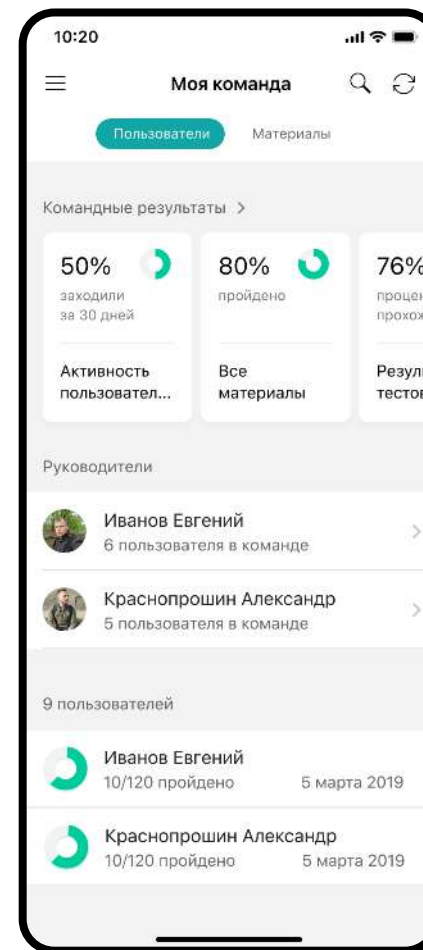 10:20
Моя команда
Пользователи Материалы
Командные результаты >
50% 80% 76%
заходили
за 30 дней
пройдено
Активность
пользовател...
Все
материалы
Руководители
Иванов Евгений
6 пользователя в команде
Краснопрошин Александр
5 пользователя в команде
9 пользователей
Иванов Евгений
10/120 пройдено 5 марта 2019
Краснопрошин Александр
10/120 пройдено 5 марта 2019